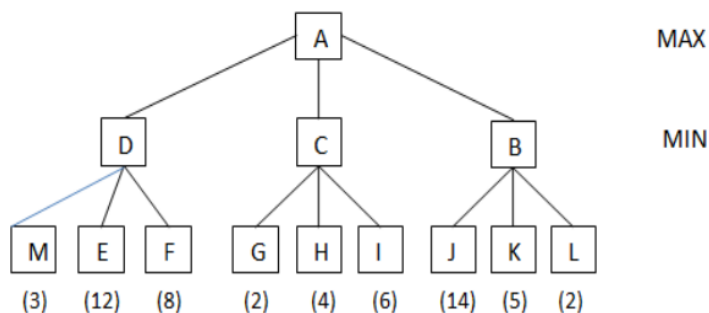 A MAX
D C B MIN
M E F G H I J K L
(3) (12) (8) (2) (4) (6) (14) (5) (2)